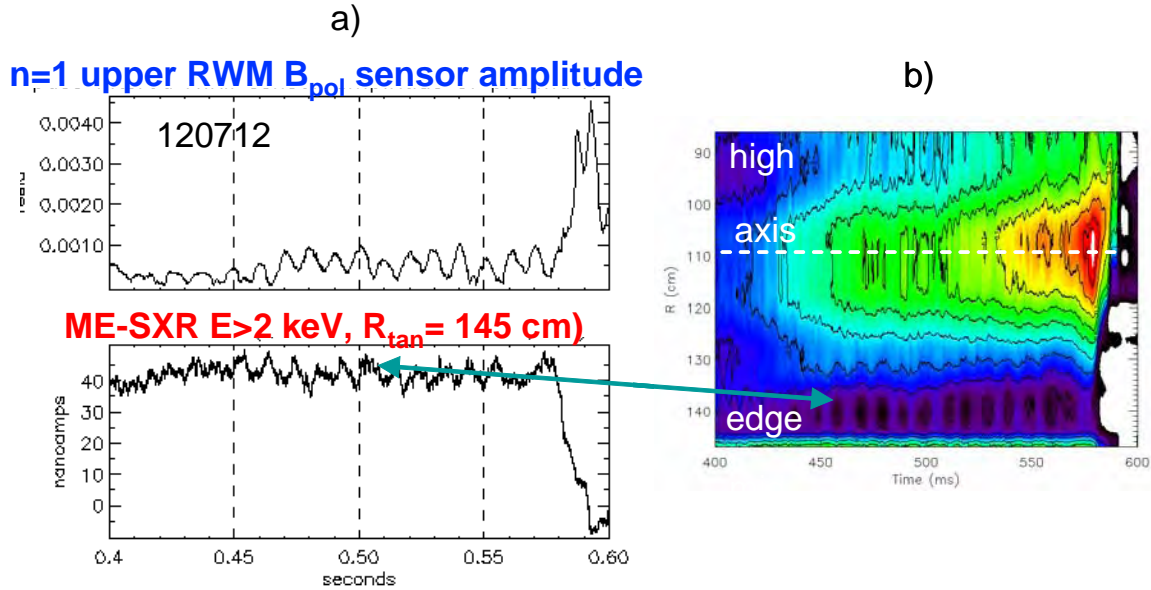 a)
n=1 upper RWM B_pol sensor amplitude
120712
0.0040
0.0030
0.0020
0.0010
ME-SXR E>2 keV, R_tan= 145 cm)
40
30
20
10
0
nanoamps
0.4 0.45 0.50 0.55 0.60
seconds
b)
high
axis
edge
90
100
110
120
130
140
R (cm)
400 450 500 550 600
Time (ms)